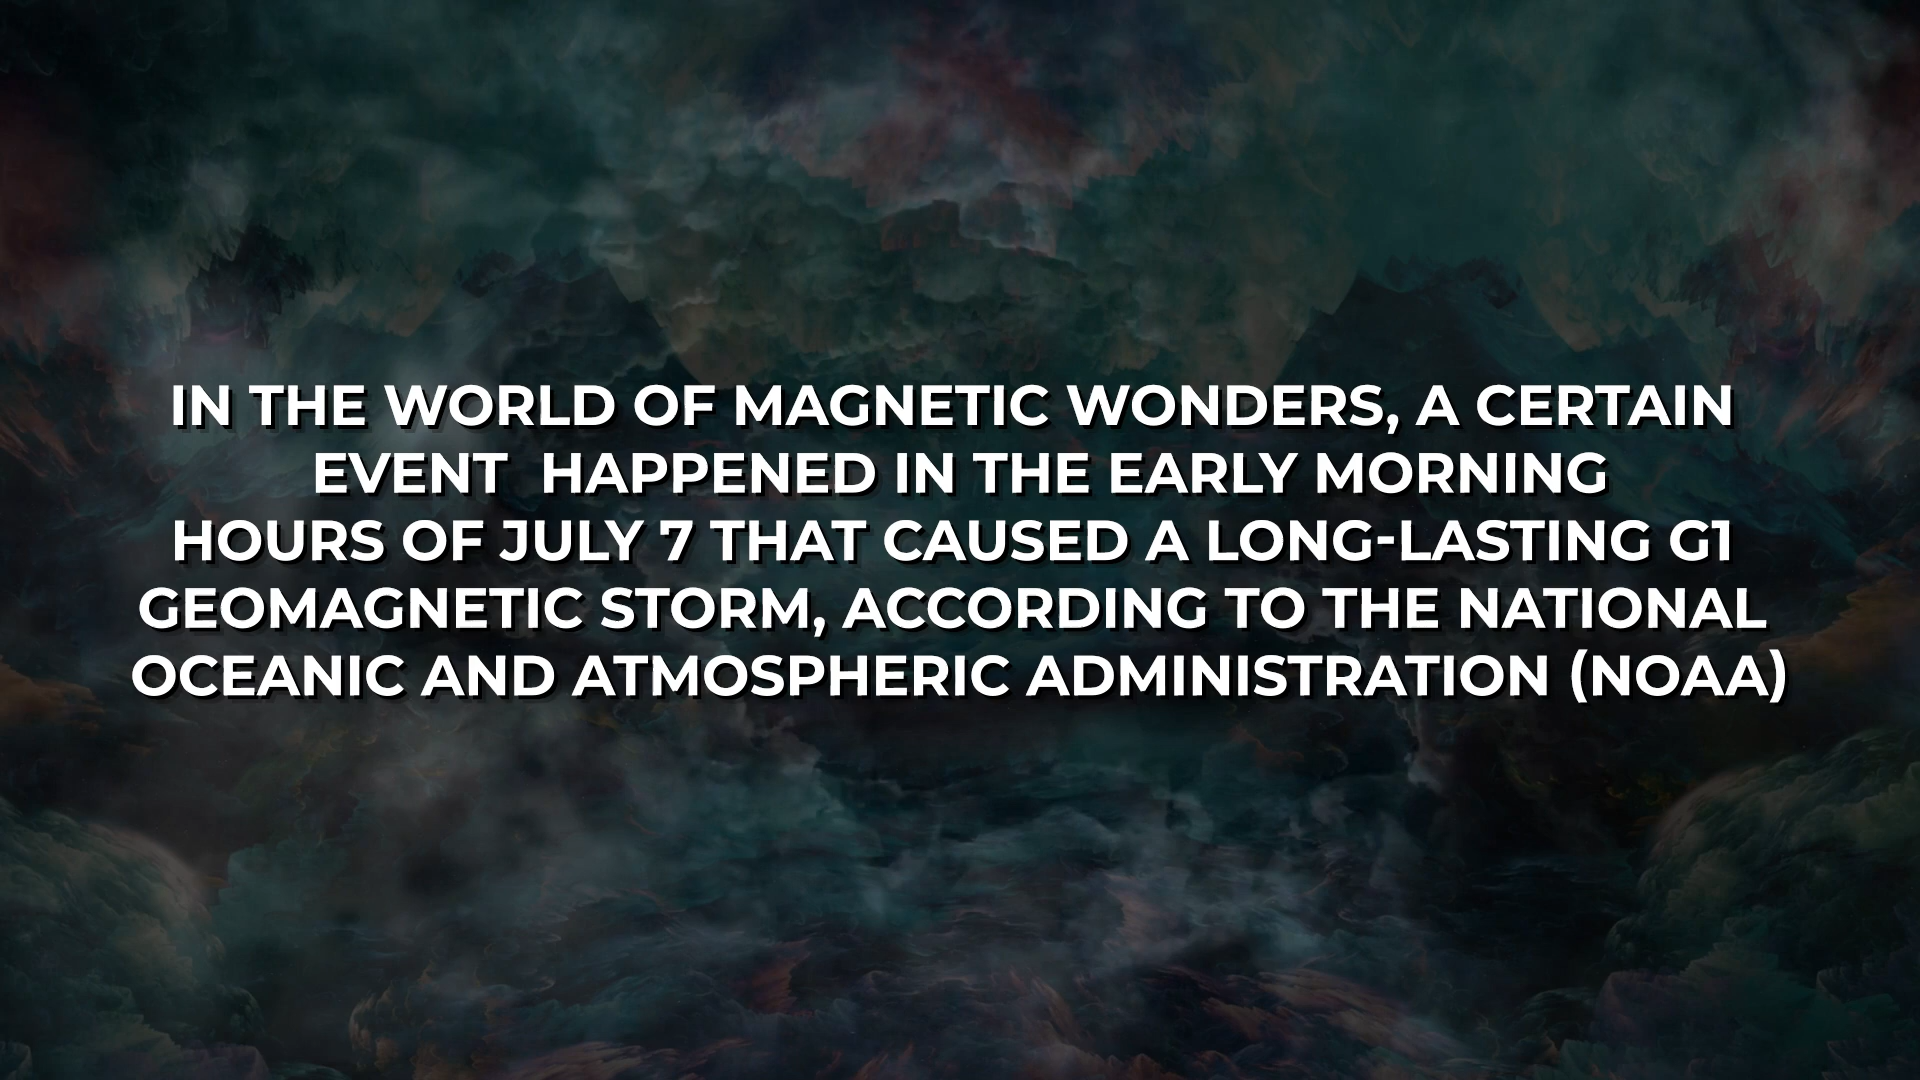 IN THE WORLD OF MAGNETIC WONDERS, A CERTAIN
EVENT  HAPPENED IN THE EARLY MORNING
HOURS OF JULY 7 THAT CAUSED A LONG-LASTING G1
GEOMAGNETIC STORM, ACCORDING TO THE NATIONAL
OCEANIC AND ATMOSPHERIC ADMINISTRATION (NOAA)